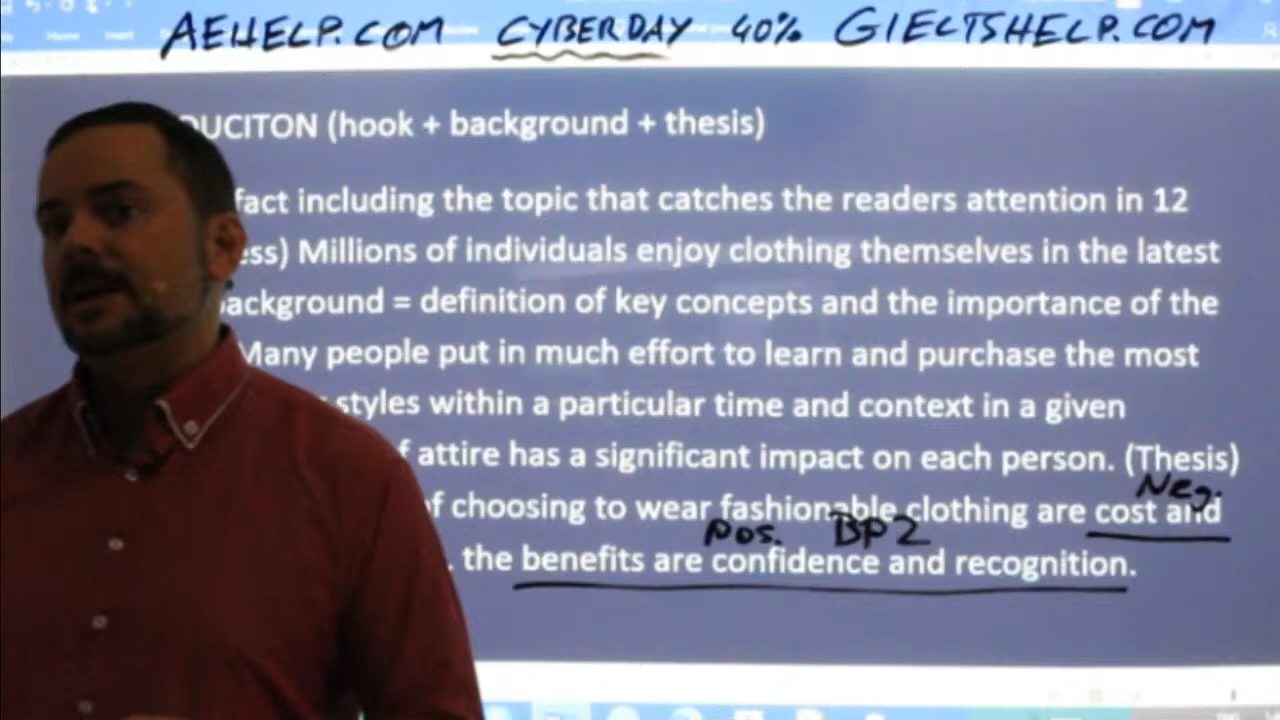 AEHELP.COM CYBERDAY 40% GIELTSHELP.COM
DUCITON (hook + background + thesis)
fact including the topic that catches the readers attention in 12
ess) Millions of individuals enjoy clothing themselves in the latest
background = definition of key concepts and the importance of the
Many people put in much effort to learn and purchase the most
styles within a particular time and context in a given
f attire has a significant impact on each person. (Thesis)
Neg.
f choosing to wear fashionable clothing are cost and
pos. BP2
. the benefits are confidence and recognition.